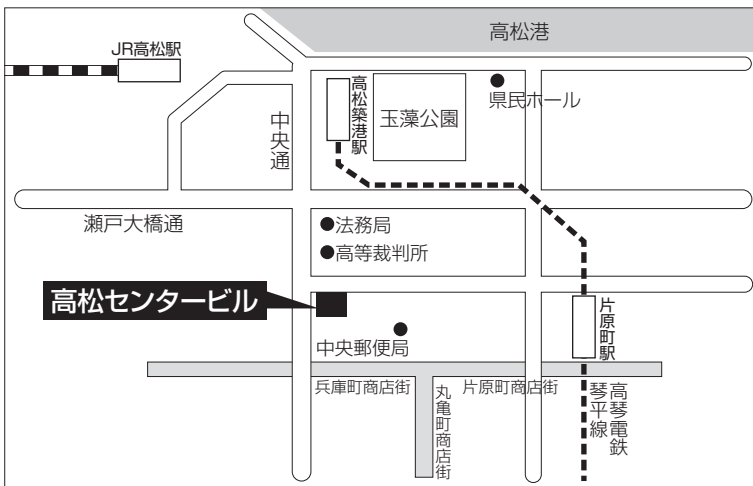 高松港
JR高松駅
高松築港駅
玉藻公園
県民ホール
中央通
瀬戸大橋通
法務局
高等裁判所
高松センタービル
片原町駅
中央郵便局
兵庫町商店街
片原町商店街
丸亀町商店街
高琴電鉄
琴平線